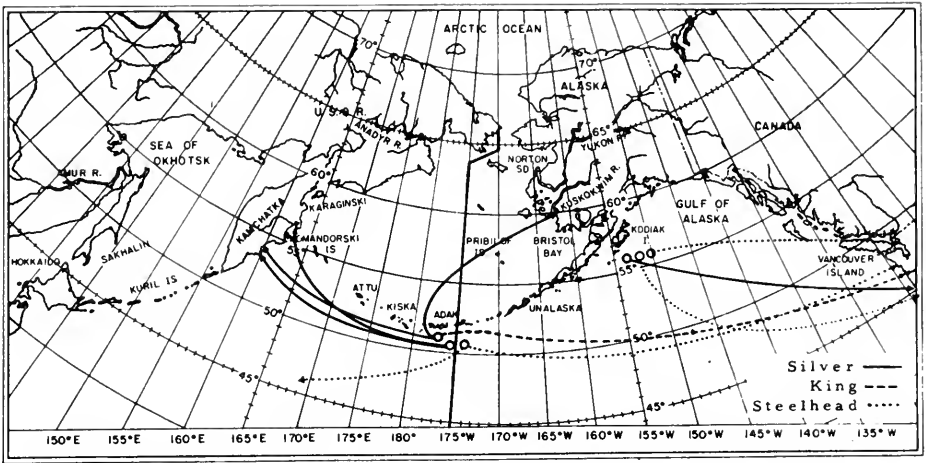 ARCTIC OCEAN
70°
70°
ALASKA
U. S. S. R.
ANADYR R.
65°
YUKON R.
CANADA
SEA OF
OKHOTSK
NORTON
SD
60°
AMUR R.
KUSKOKWIM R.
60°
GULF OF
ALASKA
KARAGINSKI
KAMCHATKA
KODIAK
I.
SAKHALIN
KOMANDORSKI
IS
PRIBILOF
IS
BRISTOL
BAY
HOKKAIDO
55°
VANCOUVER
ISLAND
KURIL IS
ATTU
KISKA
ADAK
UNALASKA
50°
50°
45°
45°
Silver
King
Steelhead
150°E 155°E 160°E 165°E 170°E 175°E 180° 175°W 170°W 165°W 160°W 155°W 150°W 145°W 140°W 135°W